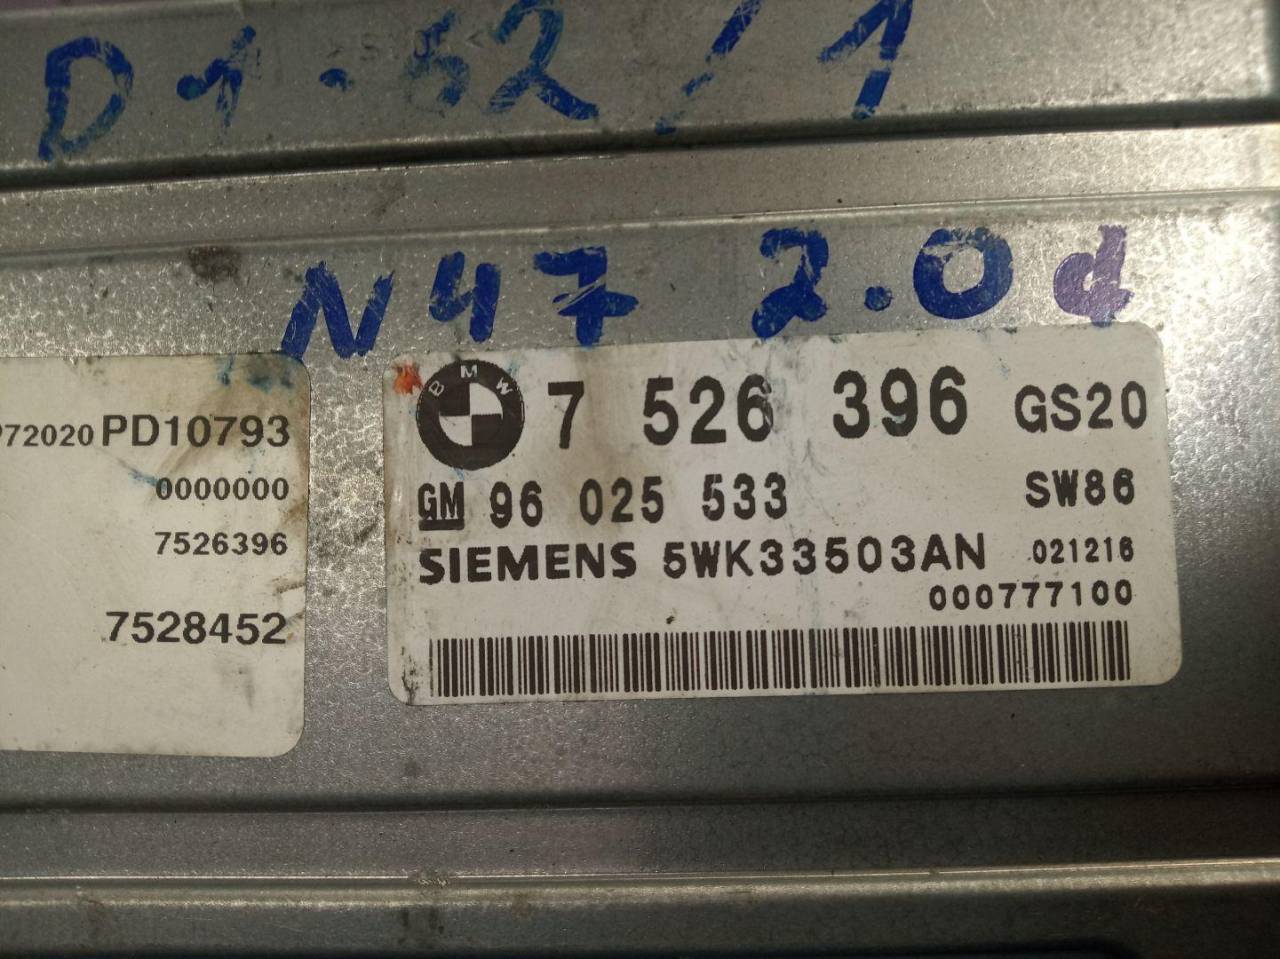 D1.52/1
N47 2.0d
972020 PD10793
0000000
7526396
7528452
BMW 7 526 396 GS20
GM 96 025 533 SW86
SIEMENS 5WK33503AN 021216
000777100